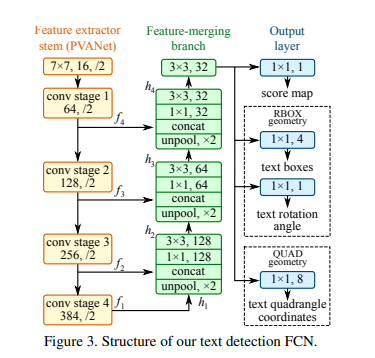 Feature extractor
stem (PVANet)
7×7, 16, /2
conv stage 1
64, /2
f4
conv stage 2
128, /2
f3
conv stage 3
256, /2
f2
conv stage 4
384, /2
f1
Feature-merging
branch
3×3, 32
h4
3×3, 32
1×1, 32
concat
unpool, ×2
h3
3×3, 64
1×1, 64
concat
unpool, ×2
h2
3×3, 128
1×1, 128
concat
unpool, ×2
h1
Output
layer
1×1, 1
score map
RBOX
geometry
1×1, 4
text boxes
1×1, 1
text rotation
angle
QUAD
geometry
1×1, 8
text quadrangle
coordinates
Figure 3. Structure of our text detection FCN.